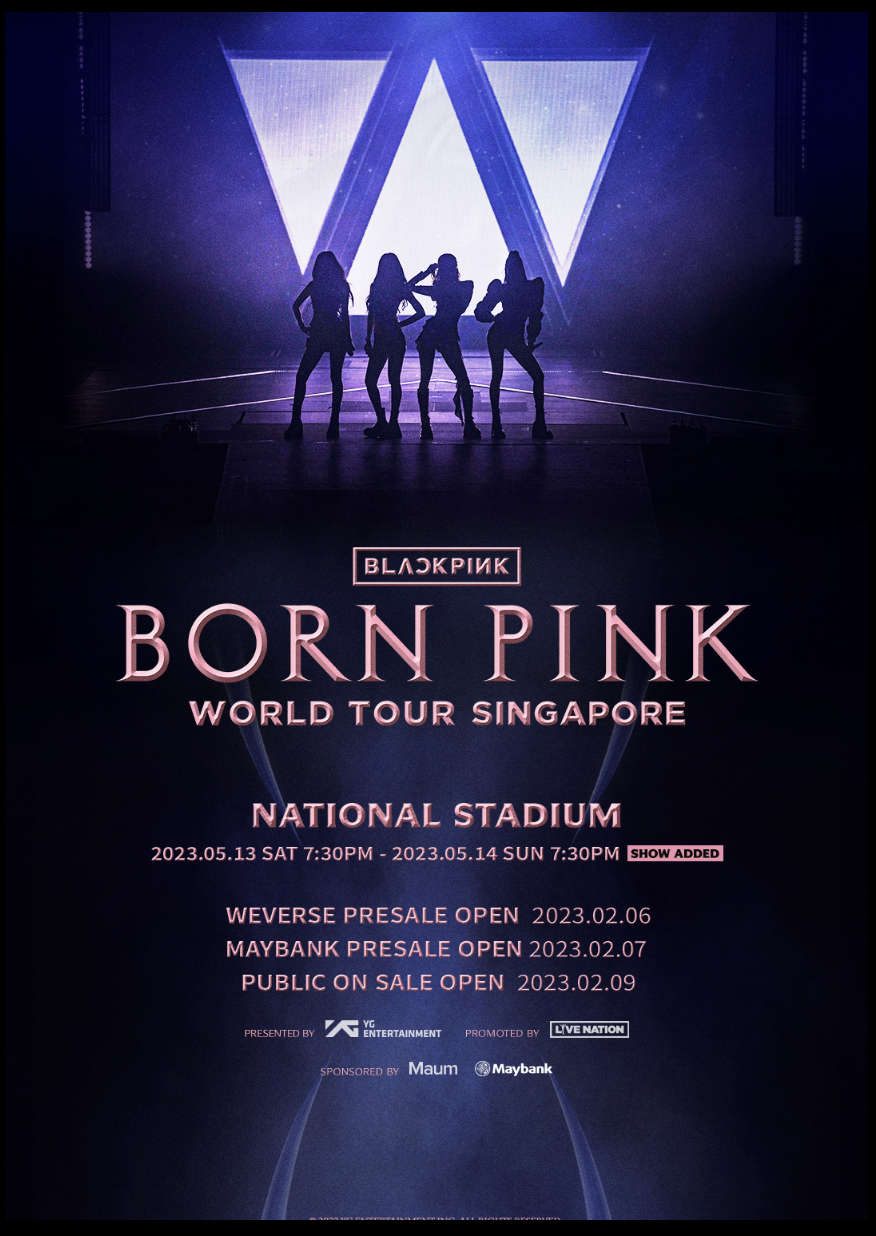 BLACKPINK
BORN PINK
WORLD TOUR SINGAPORE
NATIONAL STADIUM
2023.05.13 SAT 7:30PM - 2023.05.14 SUN 7:30PM SHOW ADDED
WEVERSE PRESALE OPEN 2023.02.06
MAYBANK PRESALE OPEN 2023.02.07
PUBLIC ON SALE OPEN 2023.02.09
PRESENTED BY YG ENTERTAINMENT PROMOTED BY LIVE NATION
SPONSORED BY Maum Maybank